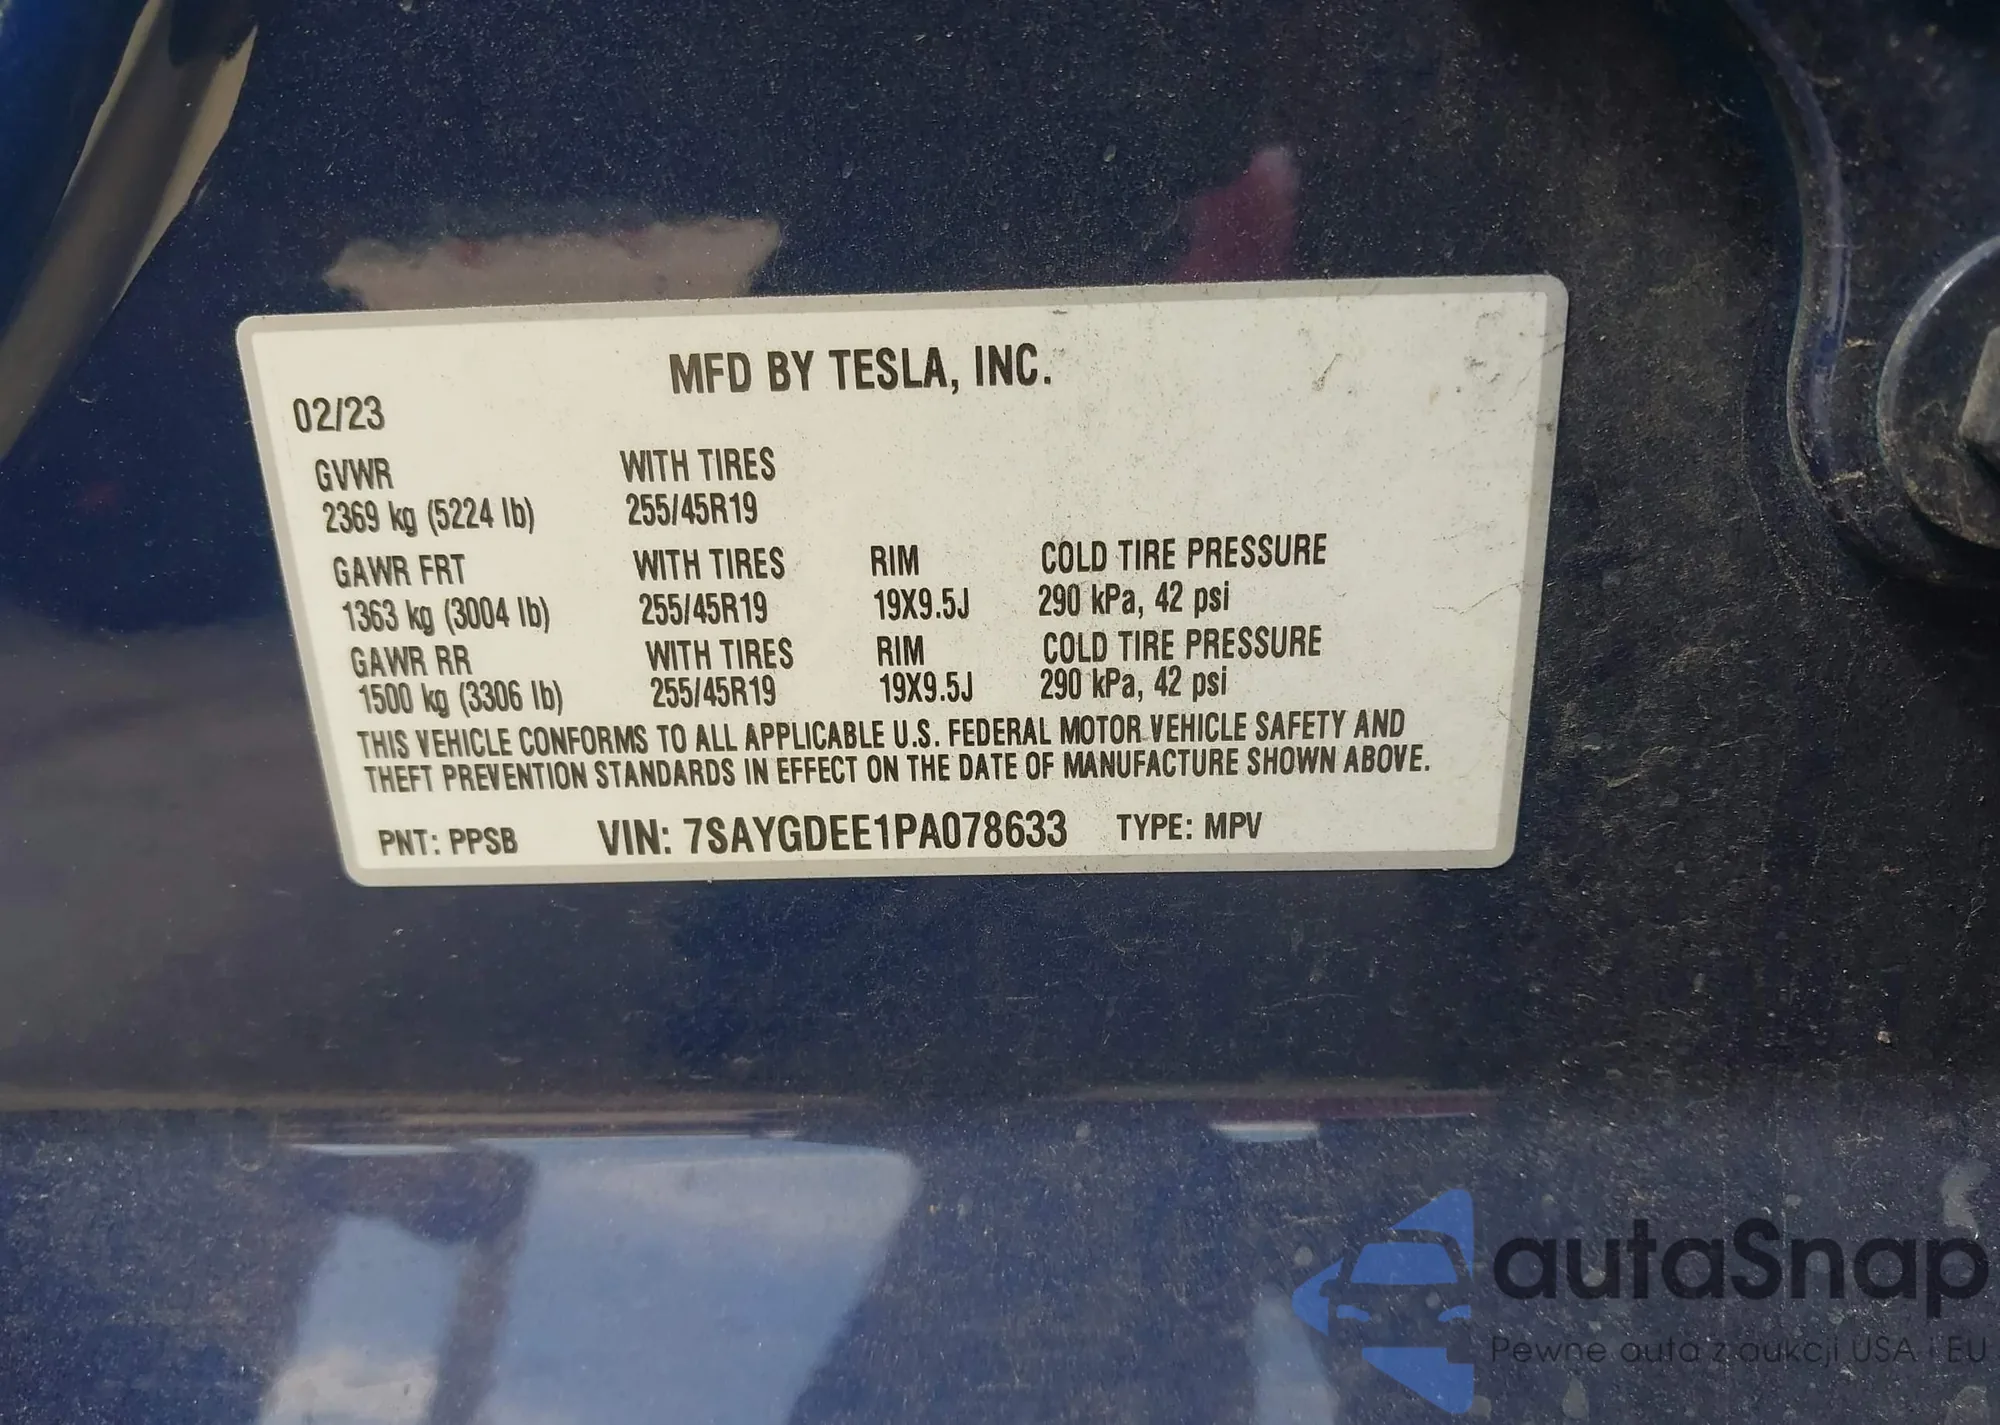 MFD BY TESLA, INC.
02/23
GVWR WITH TIRES
2369 kg (5224 lb) 255/45R19
GAWR FRT WITH TIRES RIM COLD TIRE PRESSURE
1363 kg (3004 lb) 255/45R19 19X9.5J 290 kPa, 42 psi
GAWR RR WITH TIRES RIM COLD TIRE PRESSURE
1500 kg (3306 lb) 255/45R19 19X9.5J 290 kPa, 42 psi
THIS VEHICLE CONFORMS TO ALL APPLICABLE U.S. FEDERAL MOTOR VEHICLE SAFETY AND
THEFT PREVENTION STANDARDS IN EFFECT ON THE DATE OF MANUFACTURE SHOWN ABOVE.
PNT: PPSB VIN: 7SAYGDEE1PA078633 TYPE: MPV
autaSnap
Pewne auta z aukcji USA i EU